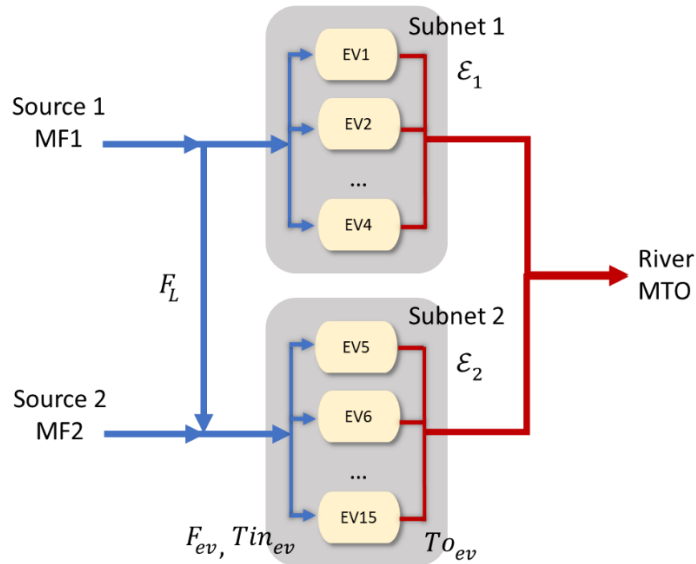 Subnet 1
EV1
ℰ₁
Source 1
MF1
EV2
...
EV4
F_L
River
MTO
Subnet 2
EV5
ℰ₂
Source 2
MF2
EV6
...
EV15
F_ev, Tin_ev
To_ev